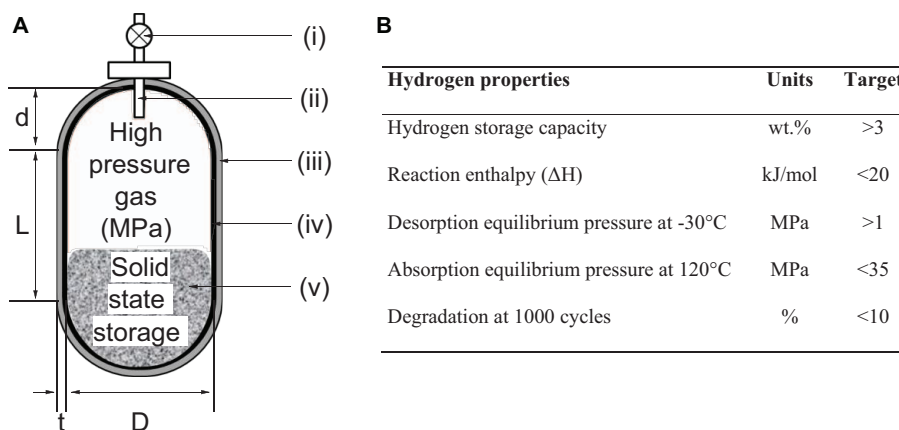 A
(i)
(ii)
d
High
pressure
gas
(MPa)
(iii)
L
(iv)
Solid
state
storage
(v)
t
D
B
Hydrogen properties Units Target
Hydrogen storage capacity wt.% >3
Reaction enthalpy (ΔH) kJ/mol <20
Desorption equilibrium pressure at -30°C MPa >1
Absorption equilibrium pressure at 120°C MPa <35
Degradation at 1000 cycles % <10